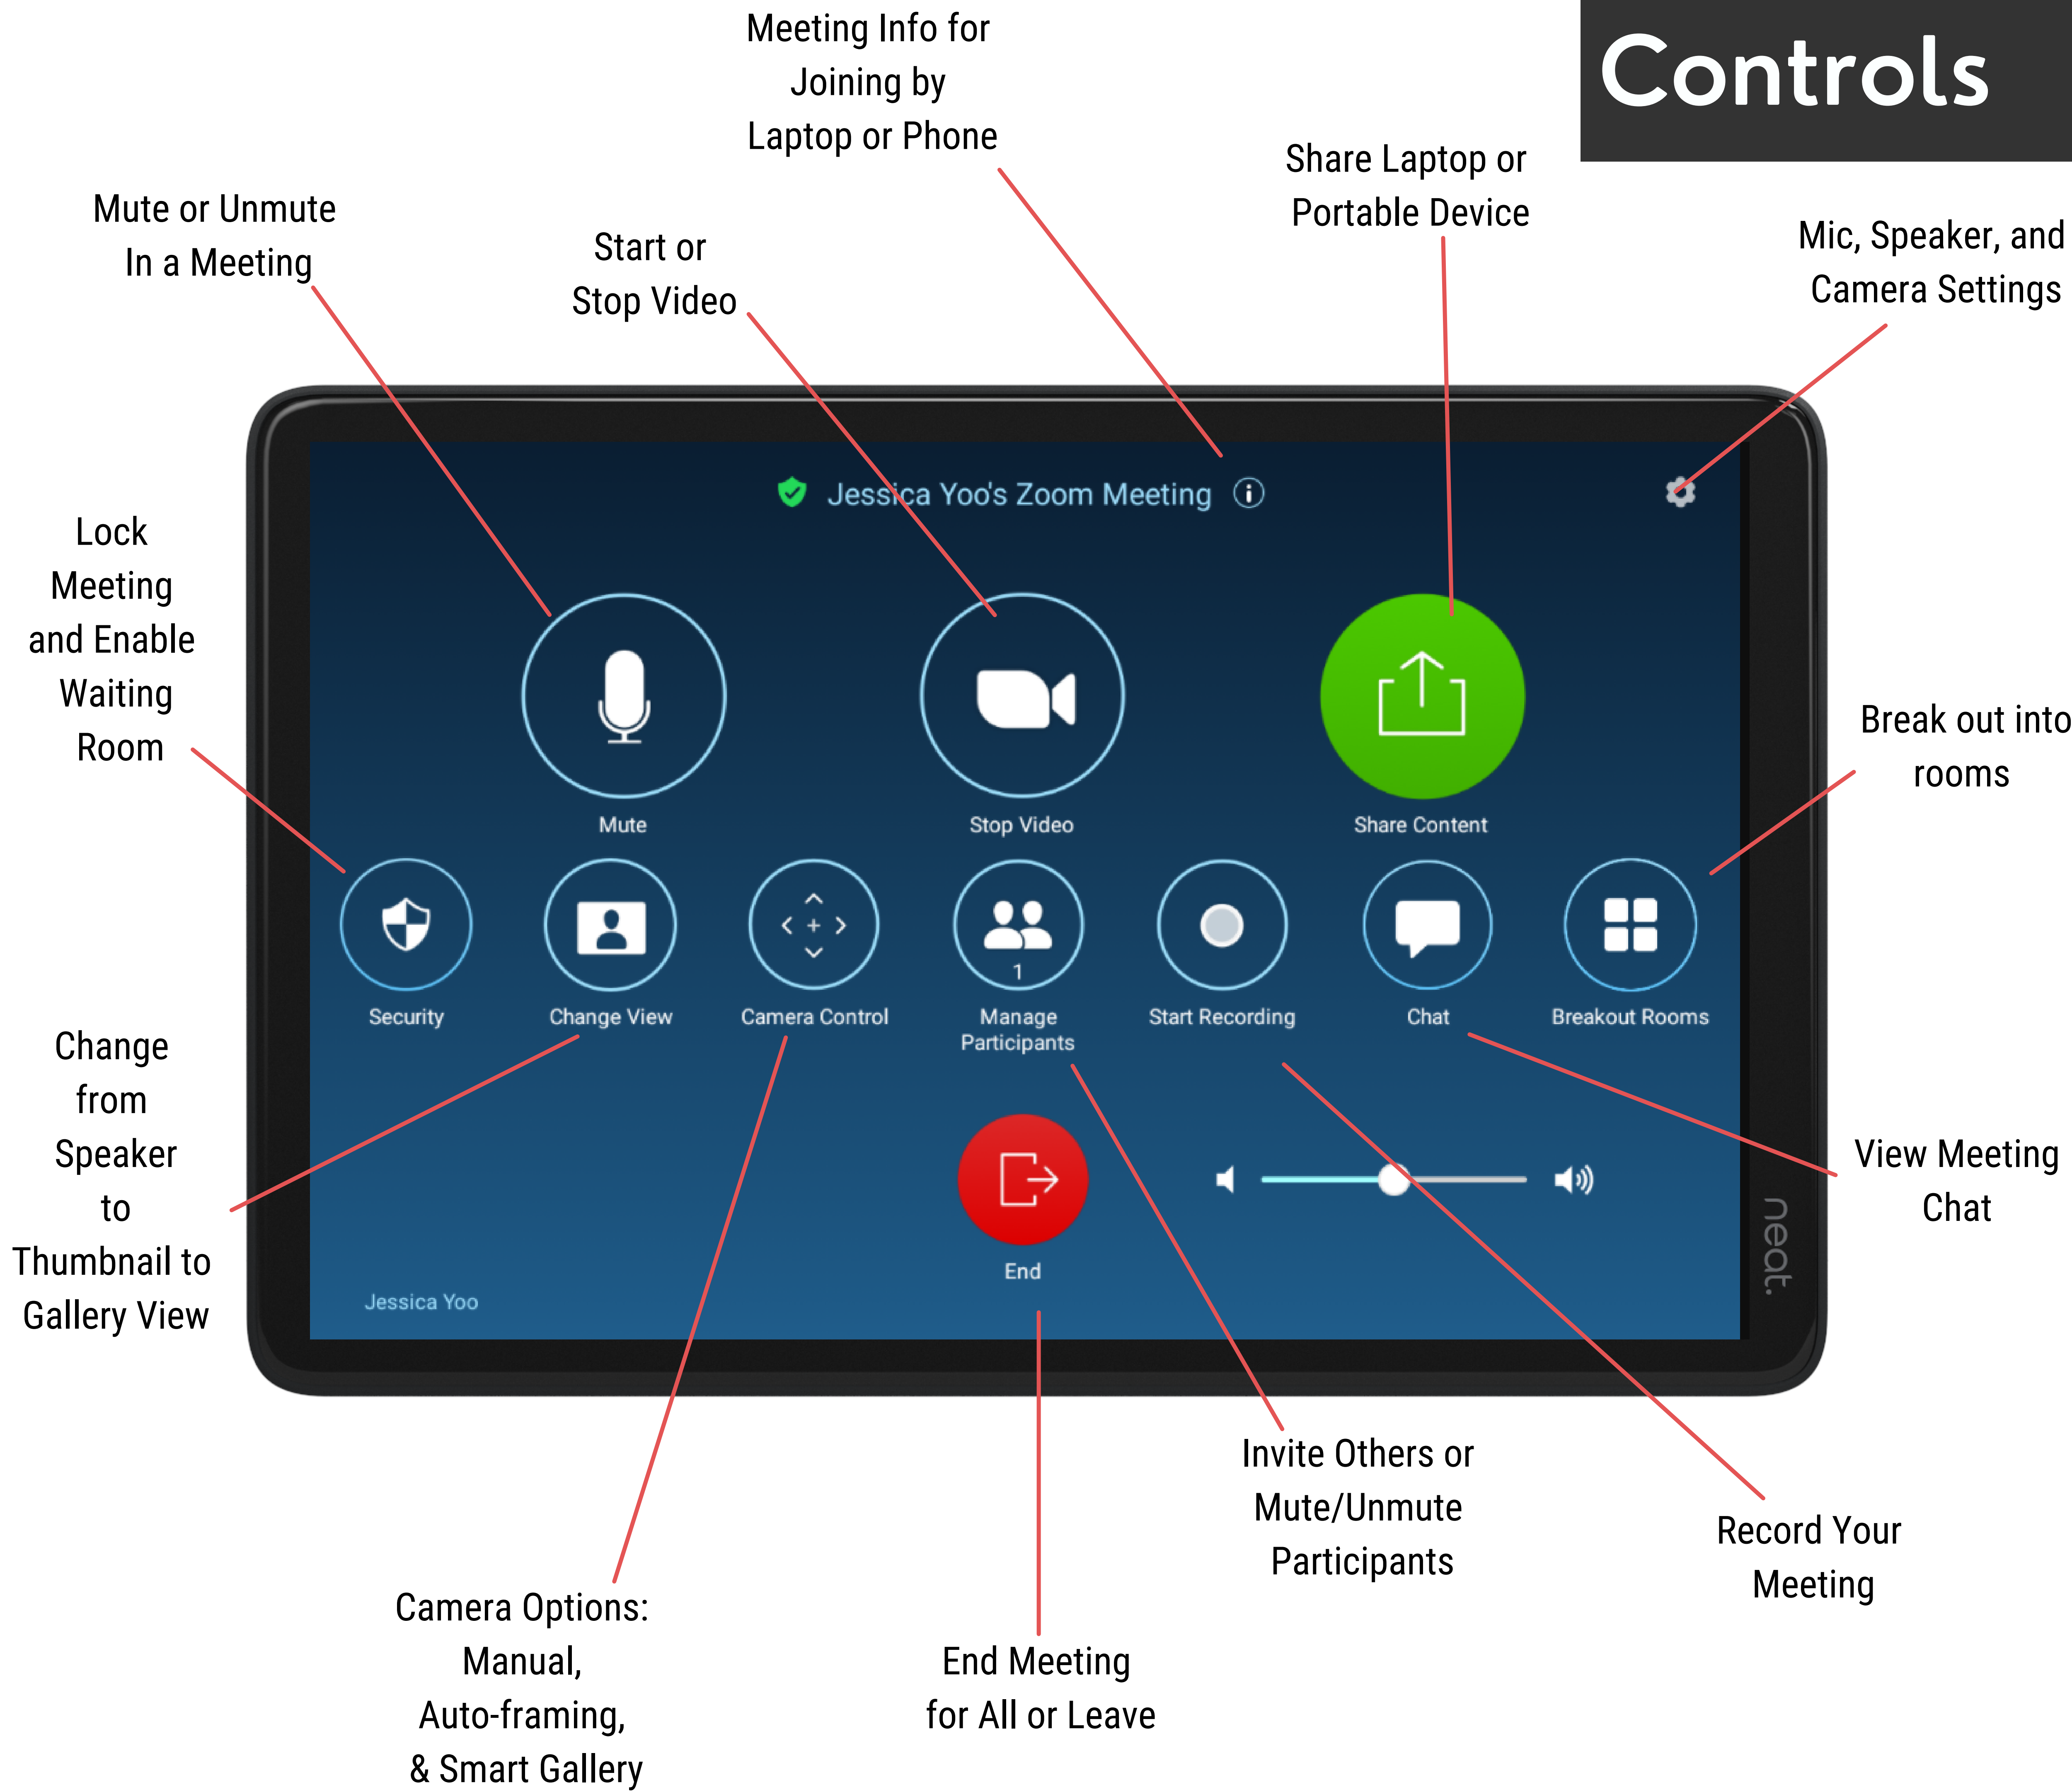 Controls
Meeting Info for
Joining by
Laptop or Phone
Share Laptop or
Portable Device
Mute or Unmute
In a Meeting
Start or
Stop Video
Mic, Speaker, and
Camera Settings
Jessica Yoo's Zoom Meeting
Lock
Meeting
and Enable
Waiting
Room
Break out into
rooms
Mute
Stop Video
Share Content
1
Security
Change View
Camera Control
Manage
Participants
Start Recording
Chat
Breakout Rooms
Change
from
Speaker
to
Thumbnail to
Gallery View
View Meeting
Chat
neat.
End
Jessica Yoo
Invite Others or
Mute/Unmute
Participants
Record Your
Meeting
Camera Options:
Manual,
Auto-framing,
& Smart Gallery
End Meeting
for All or Leave